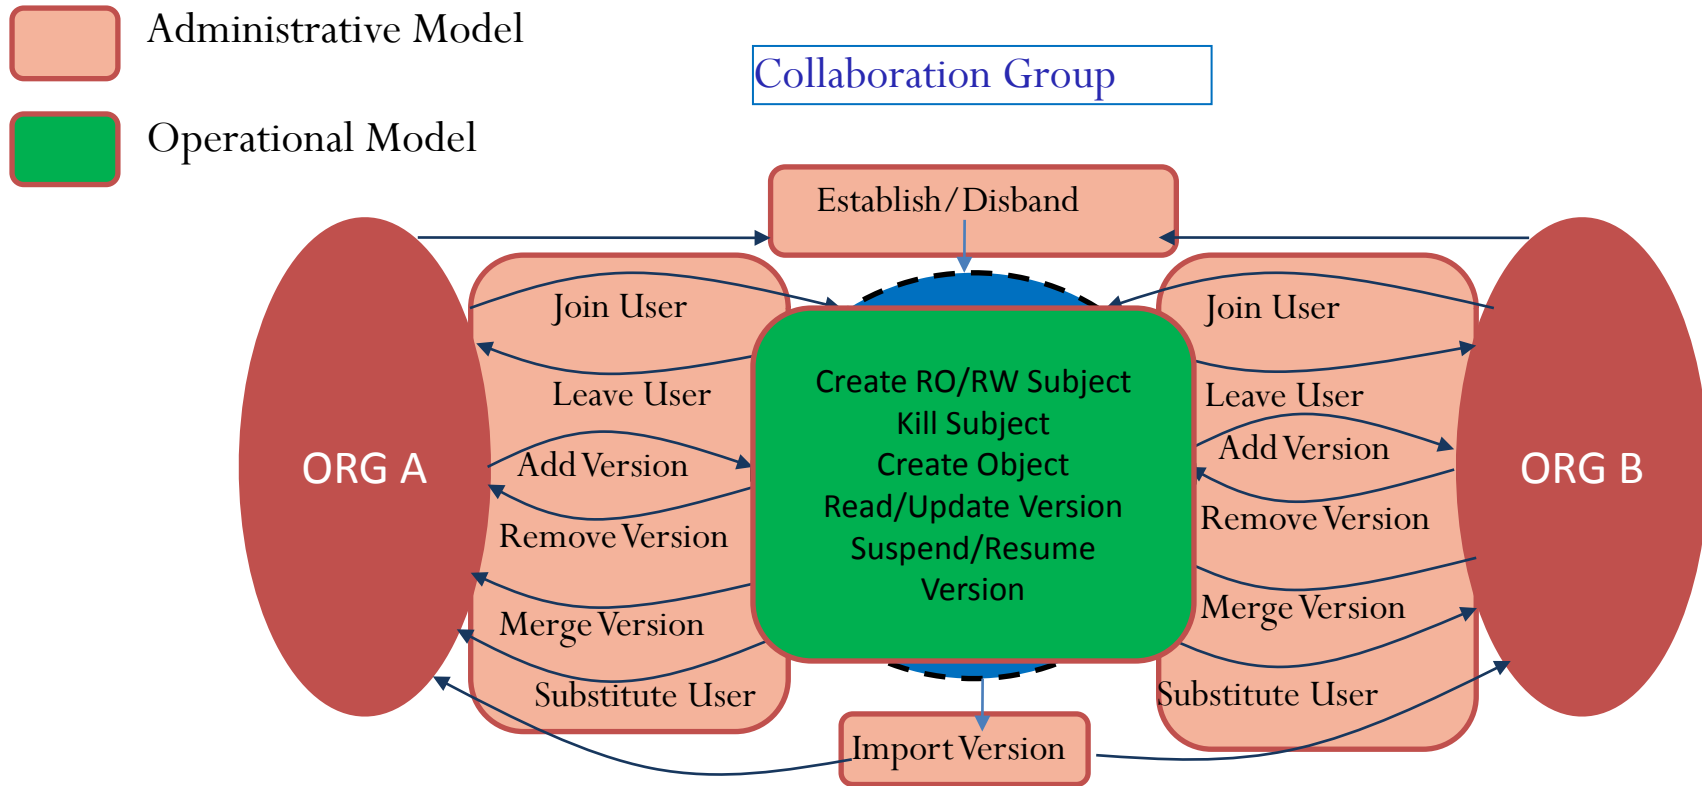 Administrative Model
Collaboration Group
Operational Model
Establish/Disband
Join User
Leave User
Add Version
Remove Version
Merge Version
Substitute User
ORG A
Create RO/RW Subject
Kill Subject
Create Object
Read/Update Version
Suspend/Resume
Version
Join User
Leave User
Add Version
Remove Version
Merge Version
Substitute User
ORG B
Import Version